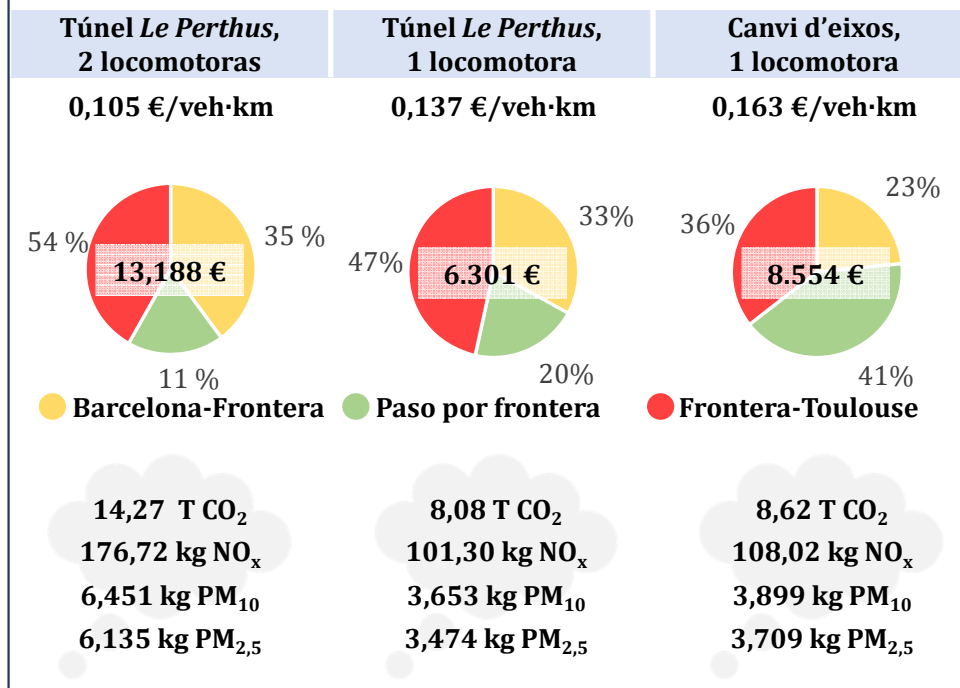 Túnel Le Perthus,
2 locomotoras
Túnel Le Perthus,
1 locomotora
Canvi d'eixos,
1 locomotora
0,105 €/veh·km
0,137 €/veh·km
0,163 €/veh·km
54 %
35 %
13,188 €
11 %
47%
33%
6.301 €
20%
36%
23%
8.554 €
41%
Barcelona-Frontera
Paso por frontera
Frontera-Toulouse
14,27 T CO₂
176,72 kg NOₓ
6,451 kg PM₁₀
6,135 kg PM₂,₅
8,08 T CO₂
101,30 kg NOₓ
3,653 kg PM₁₀
3,474 kg PM₂,₅
8,62 T CO₂
108,02 kg NOₓ
3,899 kg PM₁₀
3,709 kg PM₂,₅